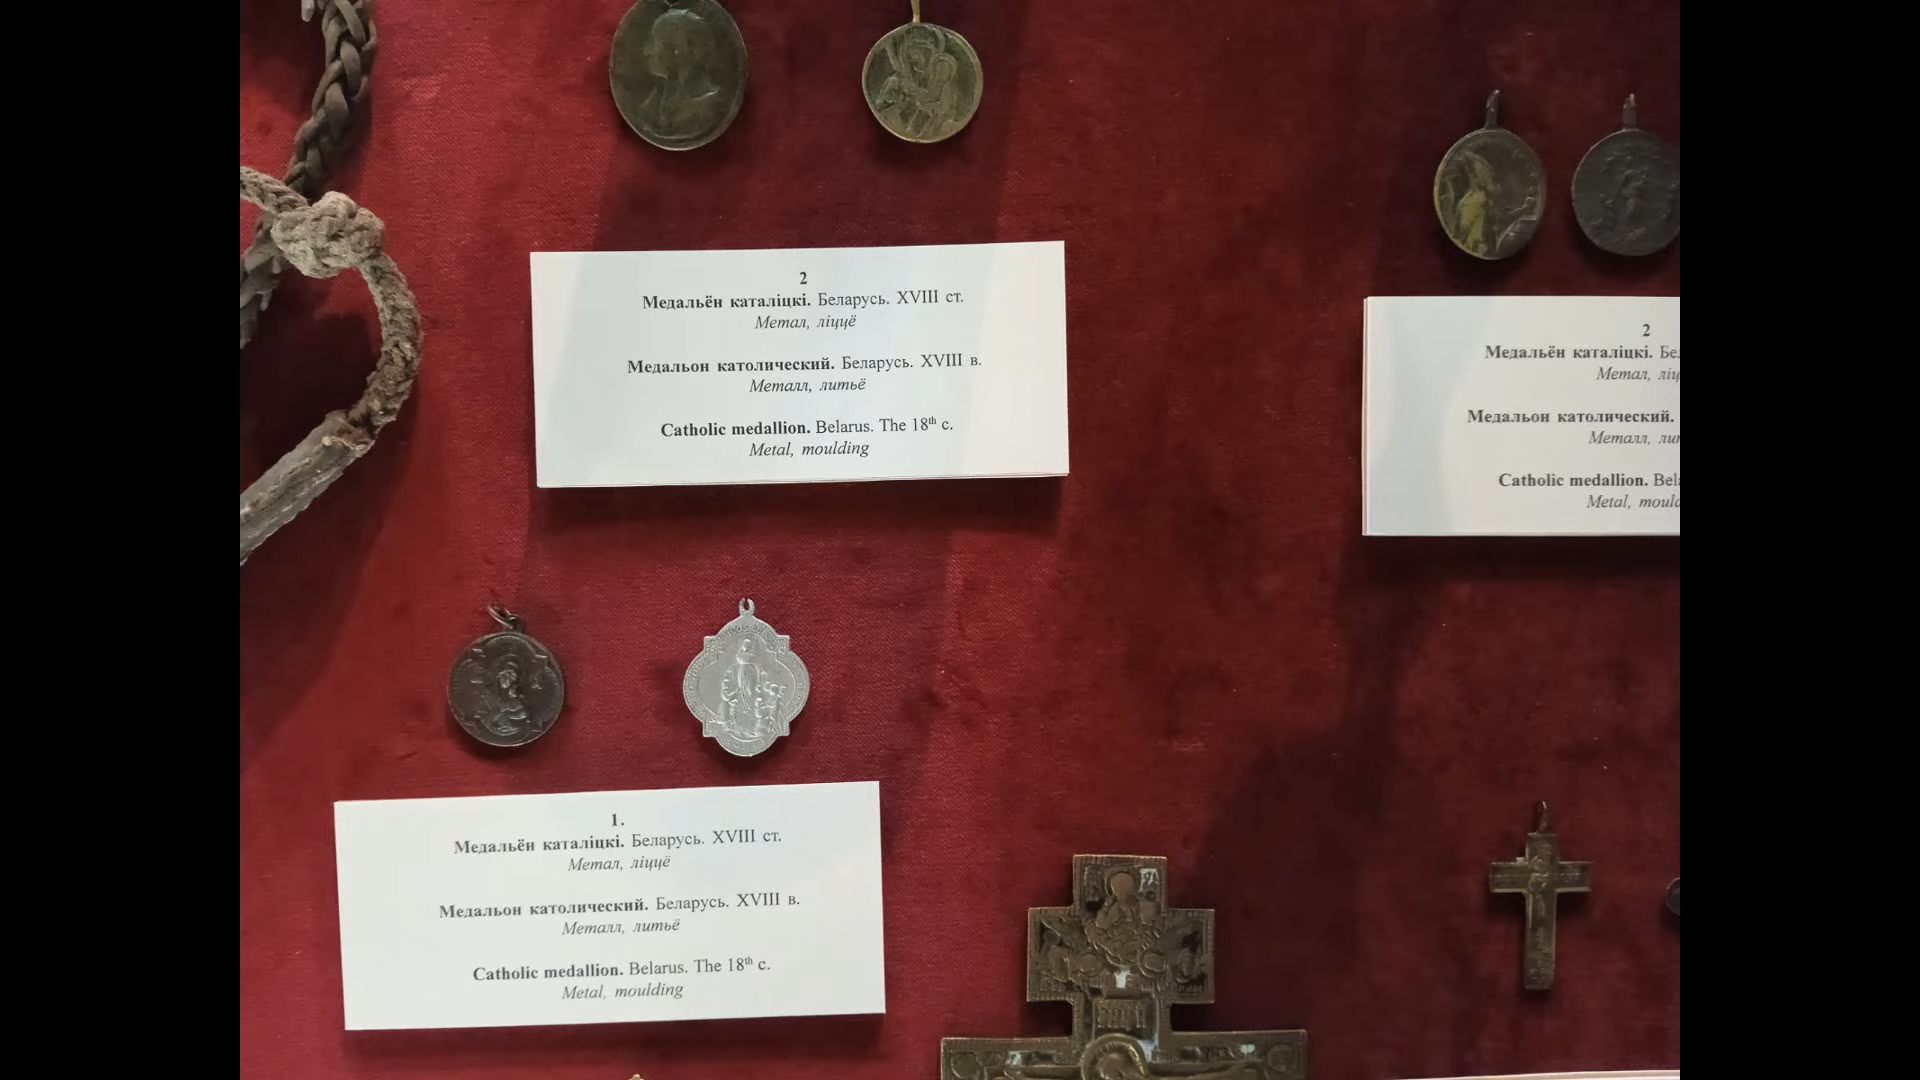 2
Медальён каталіцкі. Беларусь. XVIII ст.
Метал, ліццё
Медальон католический. Беларусь. XVIII в.
Металл, литьё
Catholic medallion. Belarus. The 18th c.
Metal, moulding
2
Медальён каталіцкі.
Метал,
Медальон католический.
Металл,
Catholic medallion.
Metal,
1.
Медальён каталіцкі. Беларусь. XVIII ст.
Метал, ліццё
Медальон католический. Беларусь. XVIII в.
Металл, литьё
Catholic medallion. Belarus. The 18th c.
Metal, moulding